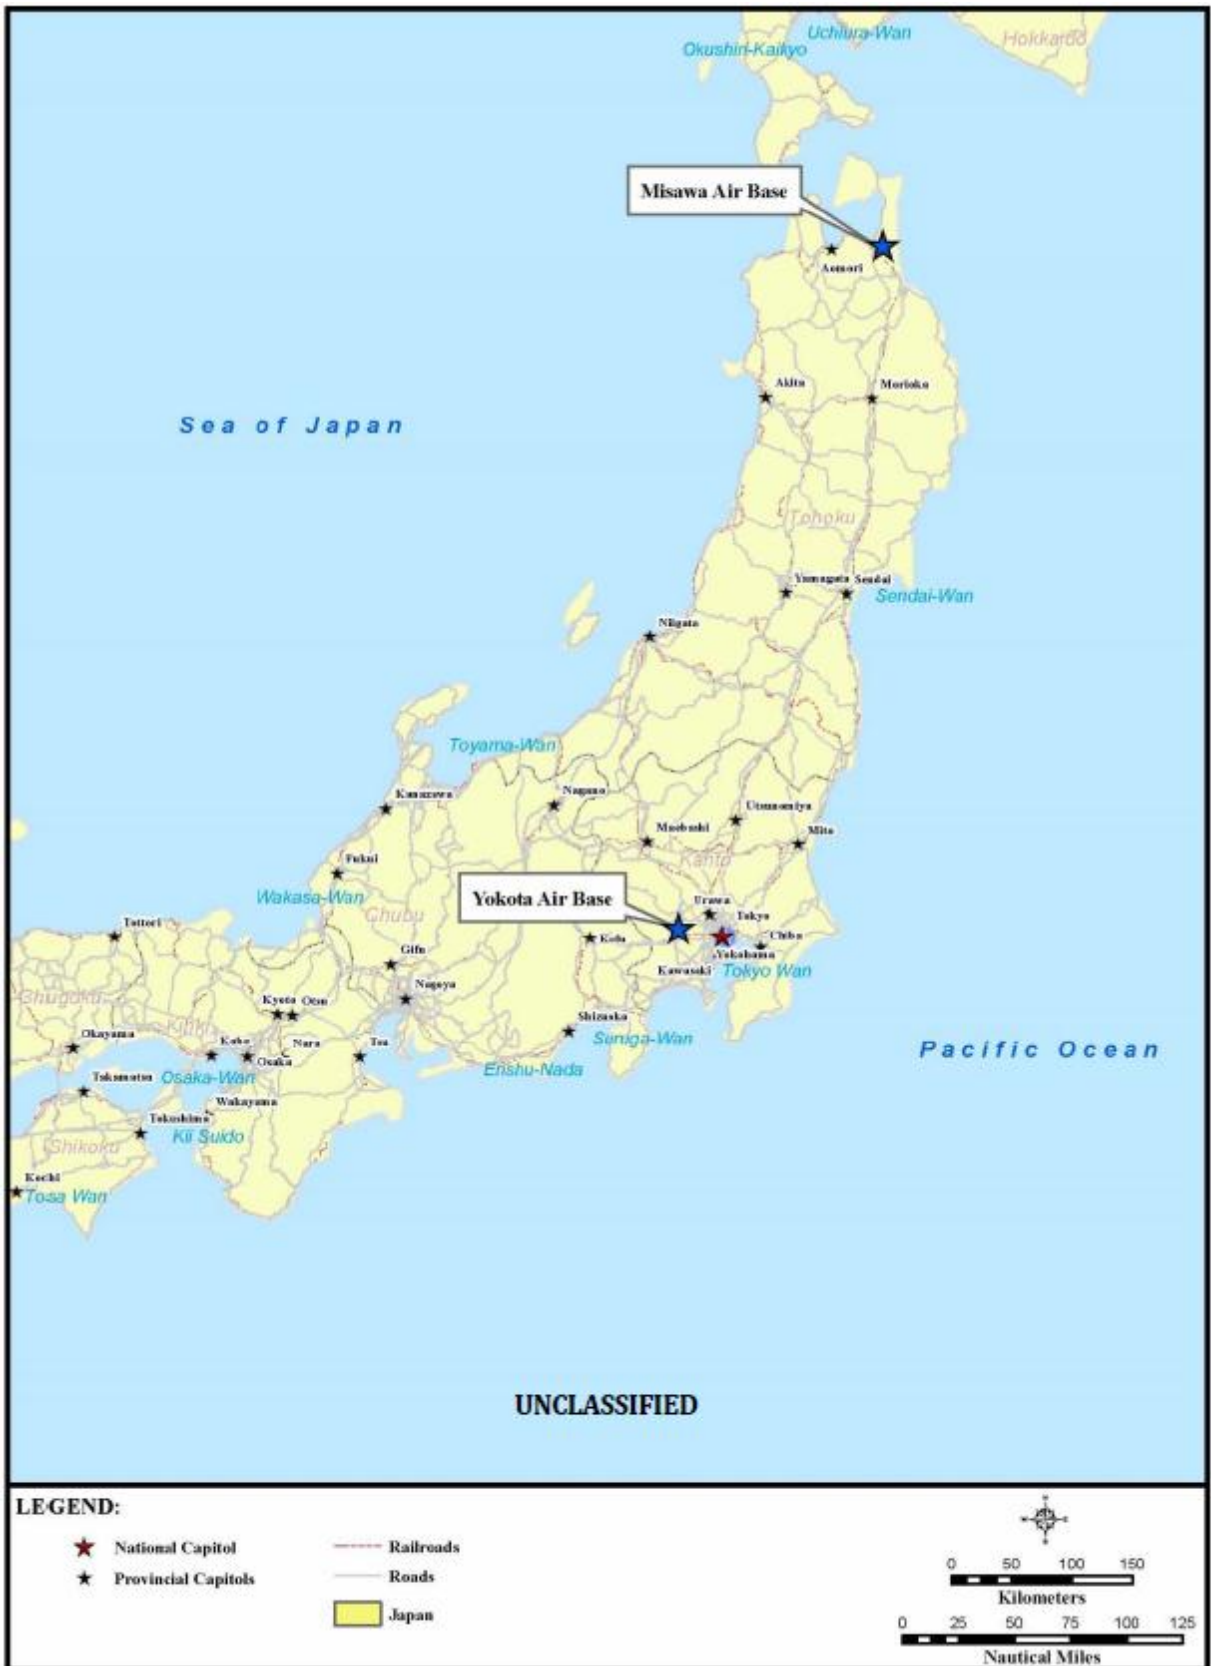 Uchiura-Wan
Okushiri-Kaikyo
Hokkaido
Misawa Air Base
Aomori
Akita
Morioka
Sea of Japan
Tohoku
Yamagata
Sendai
Sendai-Wan
Niigata
Toyama-Wan
Kanazawa
Nagano
Utsunomiya
Maebashi
Mito
Kanto
Fukui
Wakasa-Wan
Yokota Air Base
Chubu
Urawa
Tokyo
Tottori
Kofu
Chiba
Gifu
Yokohama
Kawasaki
Tokyo Wan
Nagoya
Chugoku
Kyoto
Otsu
Kinki
Shizuoka
Suruga-Wan
Okayama
Kobe
Nara
Tsu
Osaka
Pacific Ocean
Enshu-Nada
Takamatsu
Osaka-Wan
Wakayama
Tokushima
Kii Suido
Shikoku
Kochi
Tosa Wan
UNCLASSIFIED
LEGEND:
National Capitol
Provincial Capitols
Railroads
Roads
Japan
0 50 100 150
Kilometers
0 25 50 75 100 125
Nautical Miles